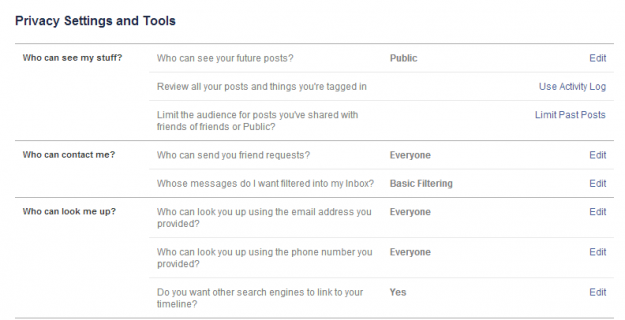 Privacy Settings and Tools
Who can see my stuff? Who can see your future posts? Public Edit
Review all your posts and things you're tagged in Use Activity Log
Limit the audience for posts you've shared with Limit Past Posts
friends of friends or Public?
Who can contact me? Who can send you friend requests? Everyone Edit
Whose messages do I want filtered into my Inbox? Basic Filtering Edit
Who can look me up? Who can look you up using the email address you Everyone Edit
provided?
Who can look you up using the phone number you Everyone Edit
provided?
Do you want other search engines to link to your Yes Edit
timeline?